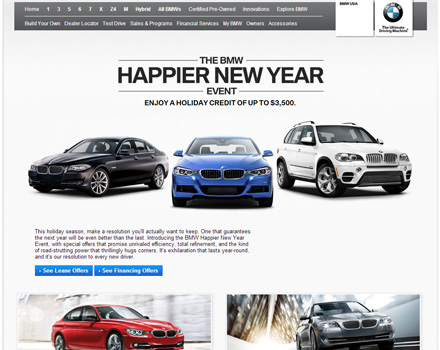 Home 1 3 5 6 7 X Z4 M Hybrid All BMWs Certified Pre-Owned Innovations Explore BMW
BMW USA
Build Your Own Dealer Locator Test Drive Sales & Programs Financial Services My BMW Owners Accessories
The Ultimate
Driving Machine®
THE BMW
HAPPIER NEW YEAR
EVENT
ENJOY A HOLIDAY CREDIT OF UP TO $3,500.
This holiday season, make a resolution you'll actually want to keep. One that guarantees
the next year will be even better than the last. Introducing the BMW Happier New Year
Event, with special offers that promise unrivaled efficiency, total refinement, and the kind
of road-strutting power that thrillingly hugs corners. It's exhilaration that lasts year-round,
and it's our resolution to every new driver.
See Lease Offers See Financing Offers